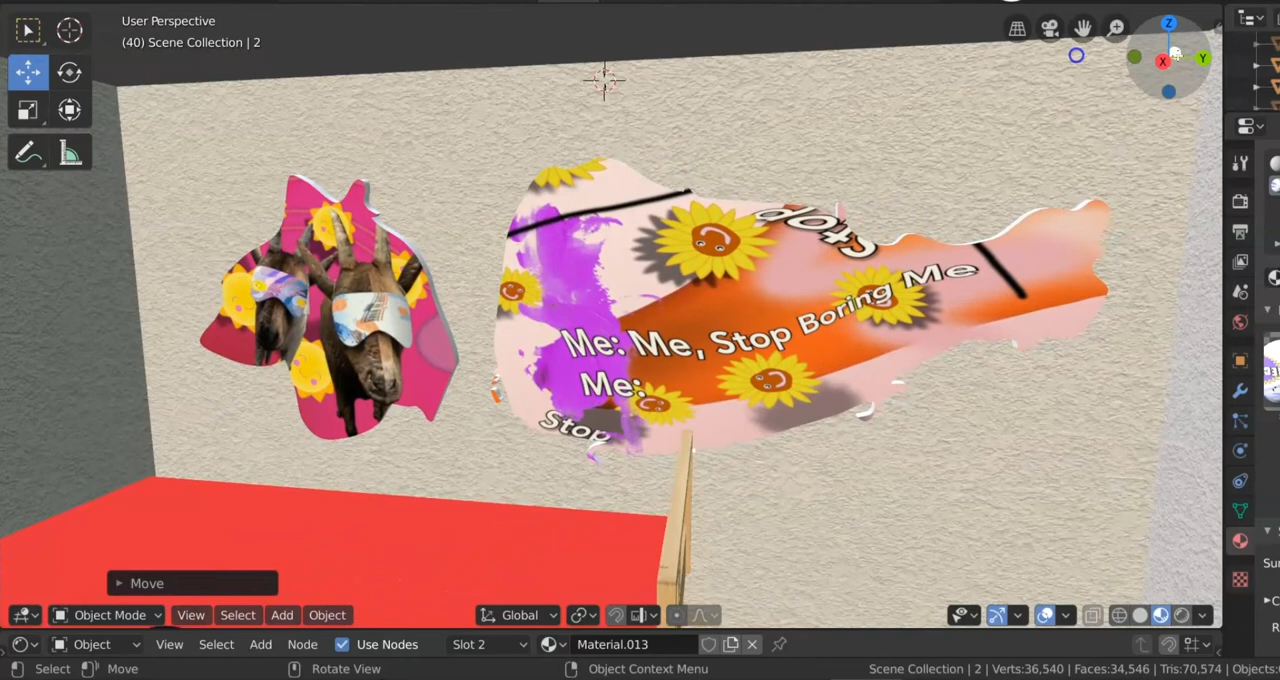 User Perspective
(40) Scene Collection | 2
Z
X
Y
Stop
Me: Me, Stop Boring Me
Me:
Stop
Move
Object Mode
View
Select
Add
Object
Global
Object
View
Select
Add
Node
Use Nodes
Slot 2
Material.013
Select
Move
Rotate View
Object Context Menu
Scene Collection | 2 | Verts:36,540 | Faces:34,546 | Tris:70,574 | Objects: